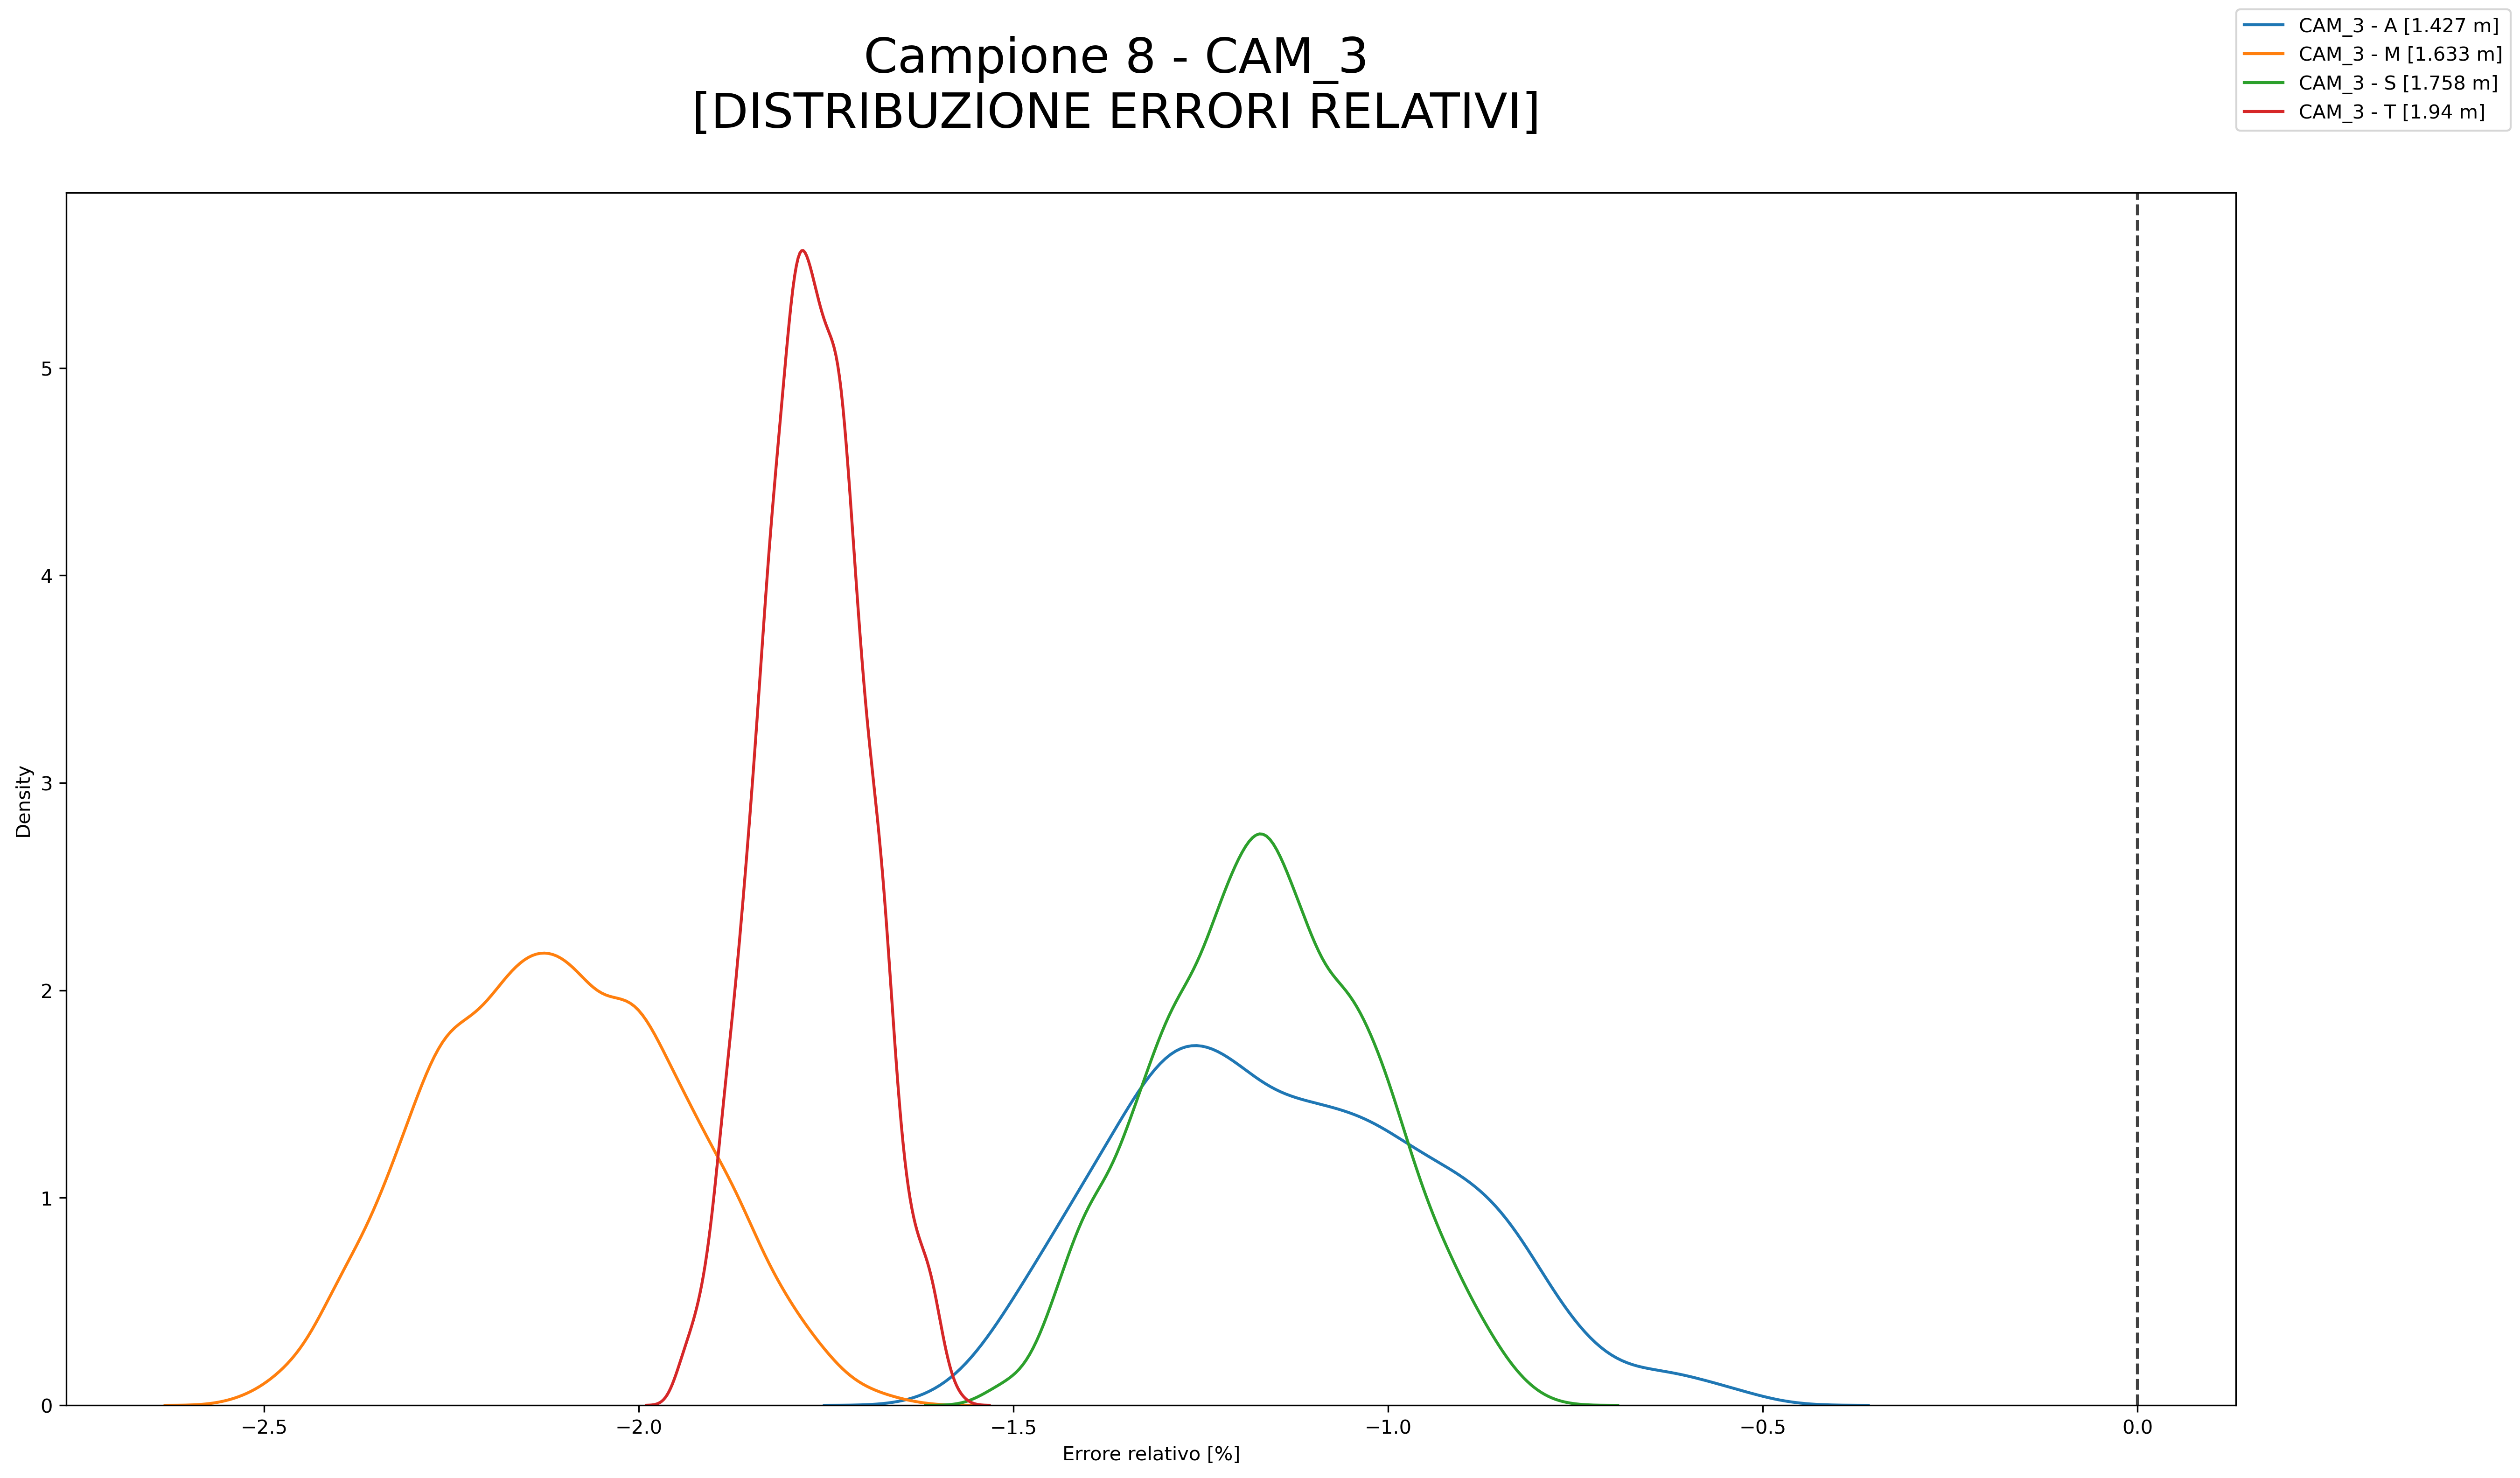 Campione 8 - CAM_3
[DISTRIBUZIONE ERRORI RELATIVI]
CAM_3 - A [1.427 m]
CAM_3 - M [1.633 m]
CAM_3 - S [1.758 m]
CAM_3 - T [1.94 m]
Density
5
4
3
2
1
0
−2.5
−2.0
−1.5
−1.0
−0.5
0.0
Errore relativo [%]